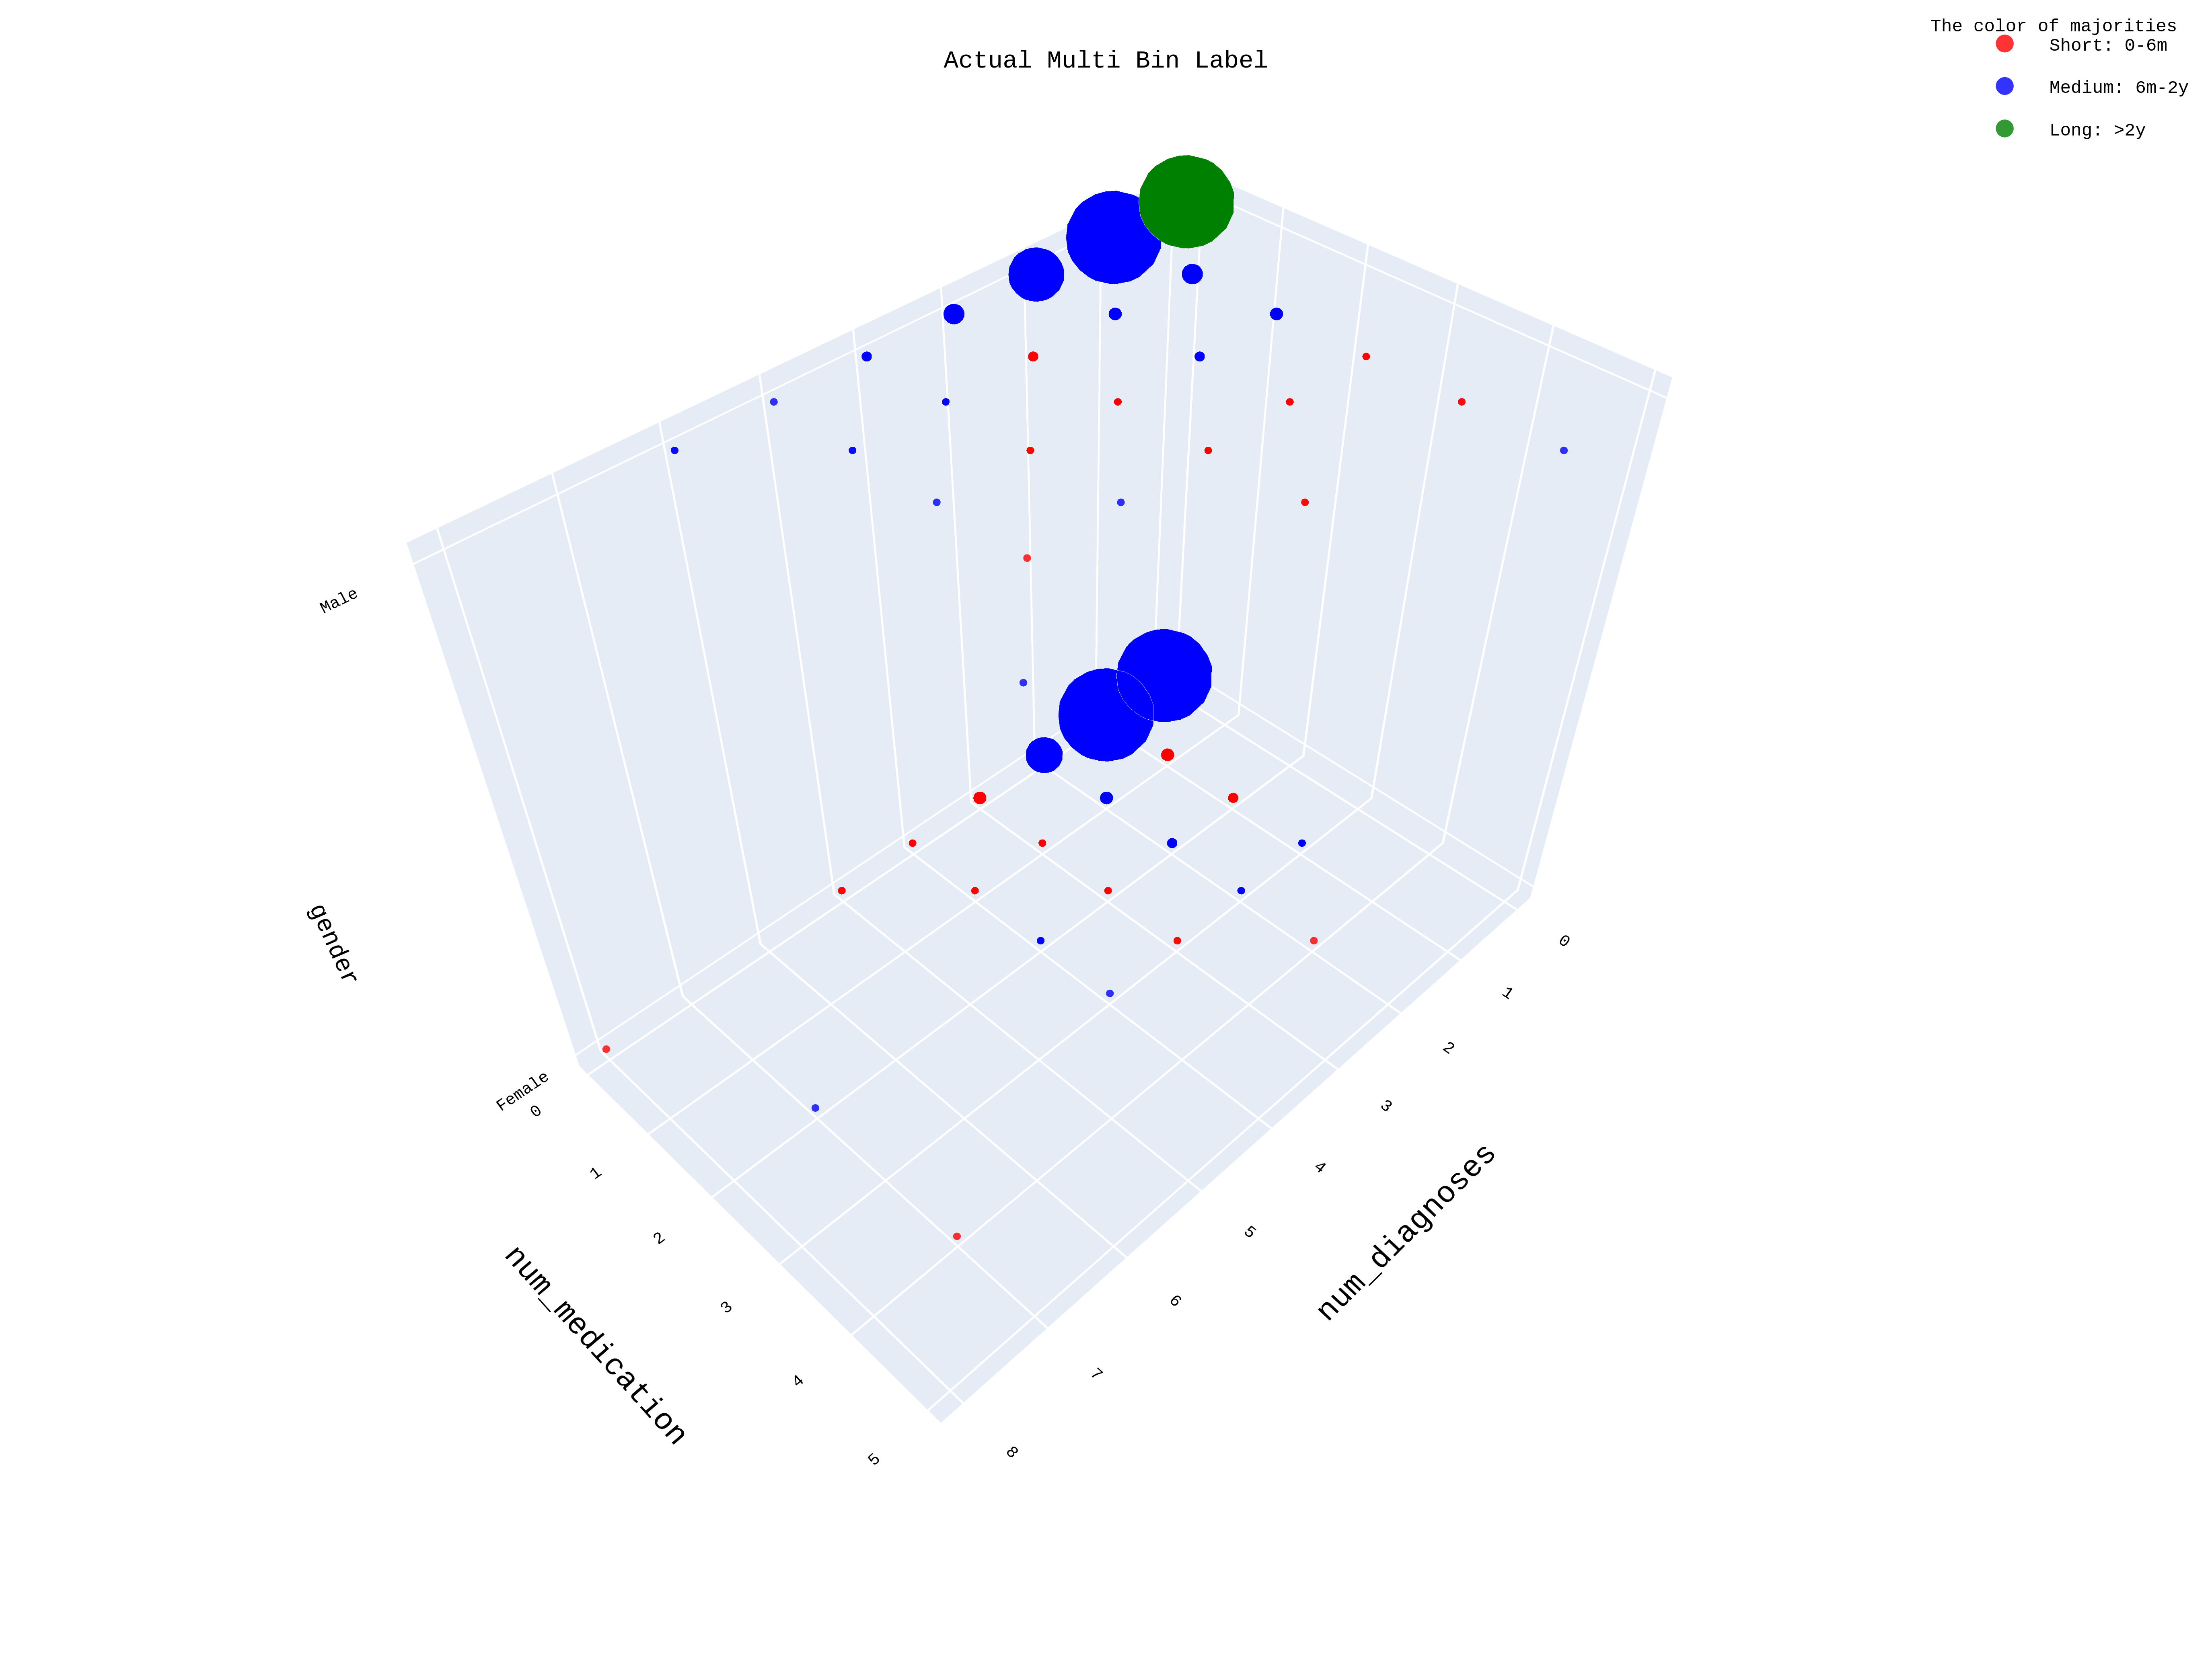 The color of majorities
Short: 0-6m
Medium: 6m-2y
Long: >2y
Actual Multi Bin Label
Male
gender
Female
0
1
2
3
4
5
num_medication
0
1
2
3
4
5
6
7
8
num_diagnoses